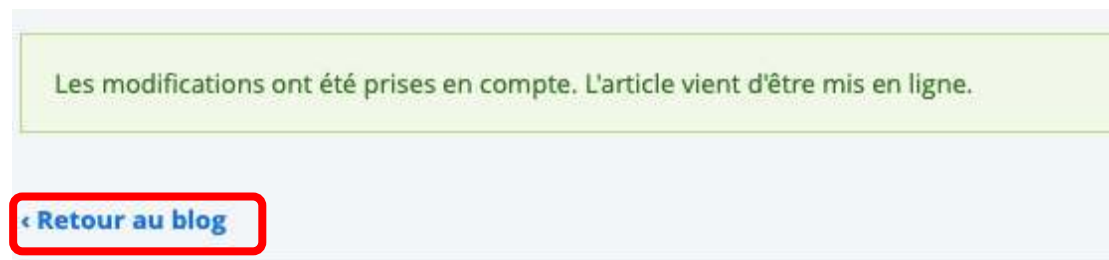 Les modifications ont été prises en compte. L'article vient d'être mis en ligne.
‹ Retour au blog